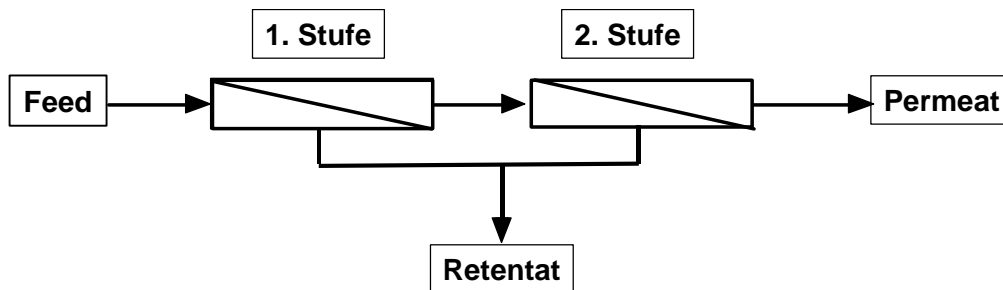 1. Stufe
2. Stufe
Feed
Permeat
Retentat